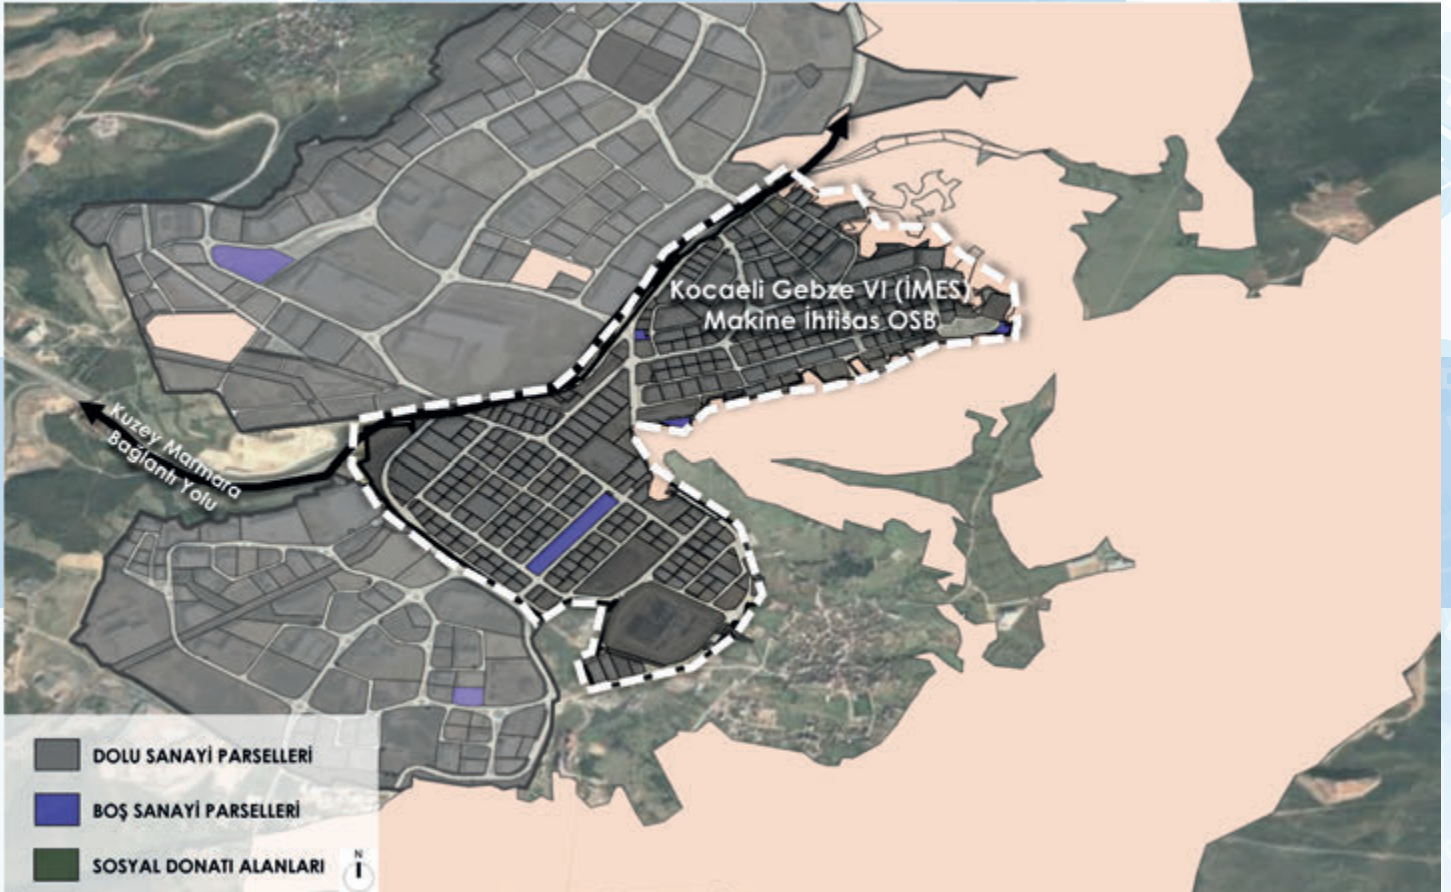 Kocaeli Gebze VI (İMES)
Makine İhtisas OSB
Kuzey Marmara
Bağlantı Yolu
DOLU SANAYİ PARSELLERİ
BOŞ SANAYİ PARSELLERİ
SOSYAL DONATI ALANLARI
N